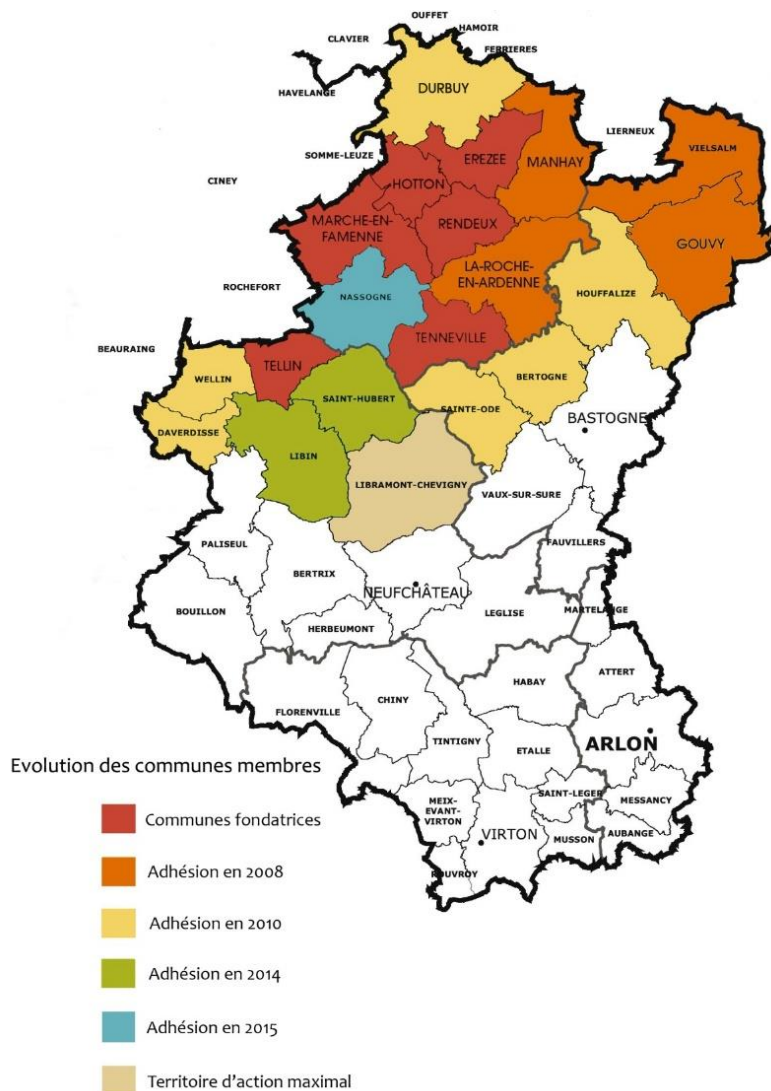 OUFFET
HAMOIR
CLAVIER
FERRIERES
HAVELANGE
DURBUY
LIERNEUX
VIELSALM
SOMME-LEUZE
EREZEE
MANHAY
CINEY
HOTTON
MARCHE-EN-
FAMENNE
RENDEUX
GOUVY
LA-ROCHE-
EN-ARDENNE
ROCHEFORT
NASSOGNE
HOUFFALIZE
TENNEVILLE
BEAURAING
TELLIN
WELLIN
BERTOGNE
SAINT-HUBERT
SAINTE-ODE
BASTOGNE
DAVERDISSE
LIBIN
LIBRAMONT-CHEVIGNY
VAUX-SUR-SURE
PALISEUL
FAUVILLERS
BERTRIX
NEUFCHÂTEAU
BOUILLON
LEGLISE
MARTELANGE
HERBEUMONT
HABAY
ATTERT
CHINY
FLORENVILLE
TINTIGNY
ETALLE
ARLON
Evolution des communes membres
SAINT-LEGER
MEIX-
EVANT-
VIRTON
MESSANCY
Communes fondatrices
VIRTON
MUSSON
AUBANGE
ROUVROY
Adhésion en 2008
Adhésion en 2010
Adhésion en 2014
Adhésion en 2015
Territoire d'action maximal